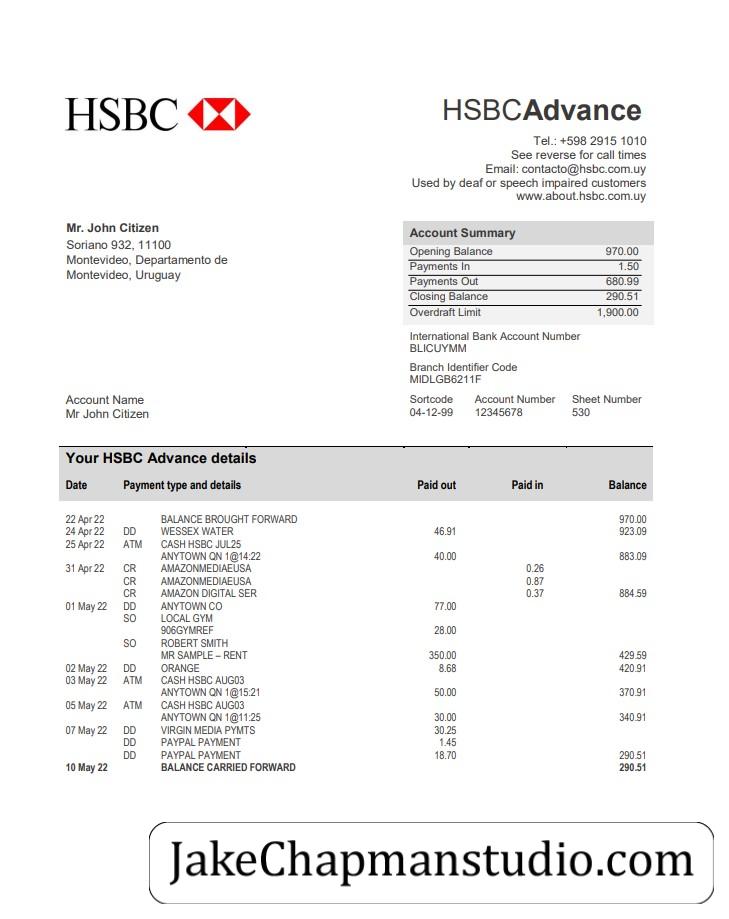 HSBC
HSBCAdvance
Tel.: +598 2915 1010
See reverse for call times
Email: contacto@hsbc.com.uy
Used by deaf or speech impaired customers
www.about.hsbc.com.uy
Mr. John Citizen
Soriano 932, 11100
Montevideo, Departamento de
Montevideo, Uruguay
Account Summary
Opening Balance 970.00
Payments In 1.50
Payments Out 680.99
Closing Balance 290.51
Overdraft Limit 1,900.00
International Bank Account Number
BLICUYMM
Branch Identifier Code
MIDLGB6211F
Account Name
Mr John Citizen
Sortcode Account Number Sheet Number
04-12-99 12345678 530
Your HSBC Advance details
Date Payment type and details Paid out Paid in Balance
22 Apr 22 BALANCE BROUGHT FORWARD 970.00
24 Apr 22 DD WESSEX WATER 46.91 923.09
25 Apr 22 ATM CASH HSBC JUL25
ANYTOWN QN 1@14:22 40.00 883.09
31 Apr 22 CR AMAZONMEDIAEUSA 0.26
CR AMAZONMEDIAEUSA 0.87
CR AMAZON DIGITAL SER 0.37 884.59
01 May 22 DD ANYTOWN CO 77.00
SO LOCAL GYM
906GYMREF 28.00
SO ROBERT SMITH
MR SAMPLE – RENT 350.00 429.59
02 May 22 DD ORANGE 8.68 420.91
03 May 22 ATM CASH HSBC AUG03
ANYTOWN QN 1@15:21 50.00 370.91
05 May 22 ATM CASH HSBC AUG03
ANYTOWN QN 1@11:25 30.00 340.91
07 May 22 DD VIRGIN MEDIA PYMTS 30.25
DD PAYPAL PAYMENT 1.45
DD PAYPAL PAYMENT 18.70 290.51
10 May 22 BALANCE CARRIED FORWARD 290.51
JakeChapmanstudio.com